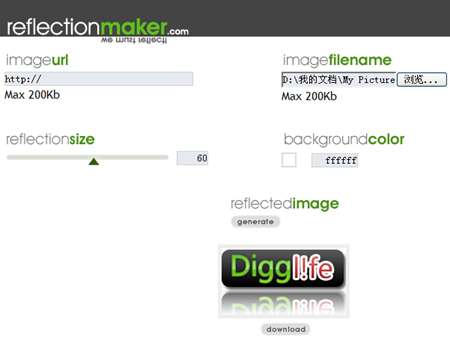 reflectionmaker.com
we must reflect!
imageurl
imagefilename
http://
D:\我的文档\My Picture
浏览...
Max 200Kb
Max 200Kb
reflectionsize
backgroundcolor
60
ffffff
reflectedimage
generate
Diggl!fe
download